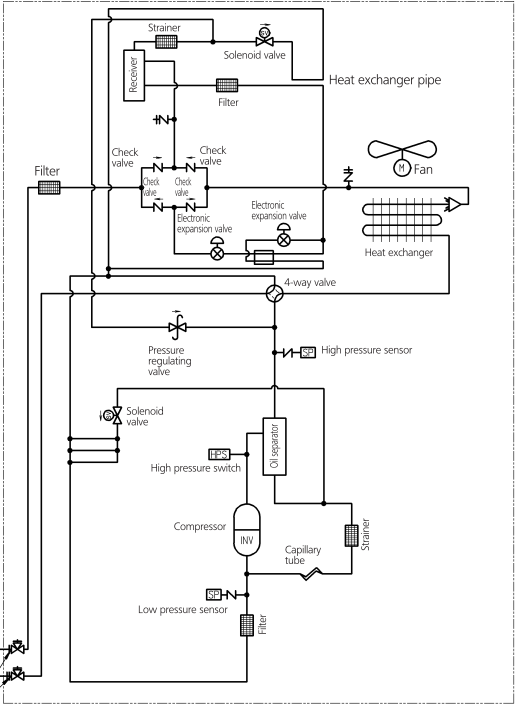 Strainer
SV
Solenoid valve
Receiver
Heat exchanger pipe
Filter
Check
valve
Check
valve
Fan
M
Filter
Check
valve
Check
valve
Electronic
expansion valve
Electronic
expansion valve
Heat exchanger
4-way valve
Pressure
regulating
valve
SP
High pressure sensor
SV
Solenoid
valve
Oil separator
HPS
High pressure switch
Compressor
INV
Strainer
Capillary
tube
SP
Low pressure sensor
Filter